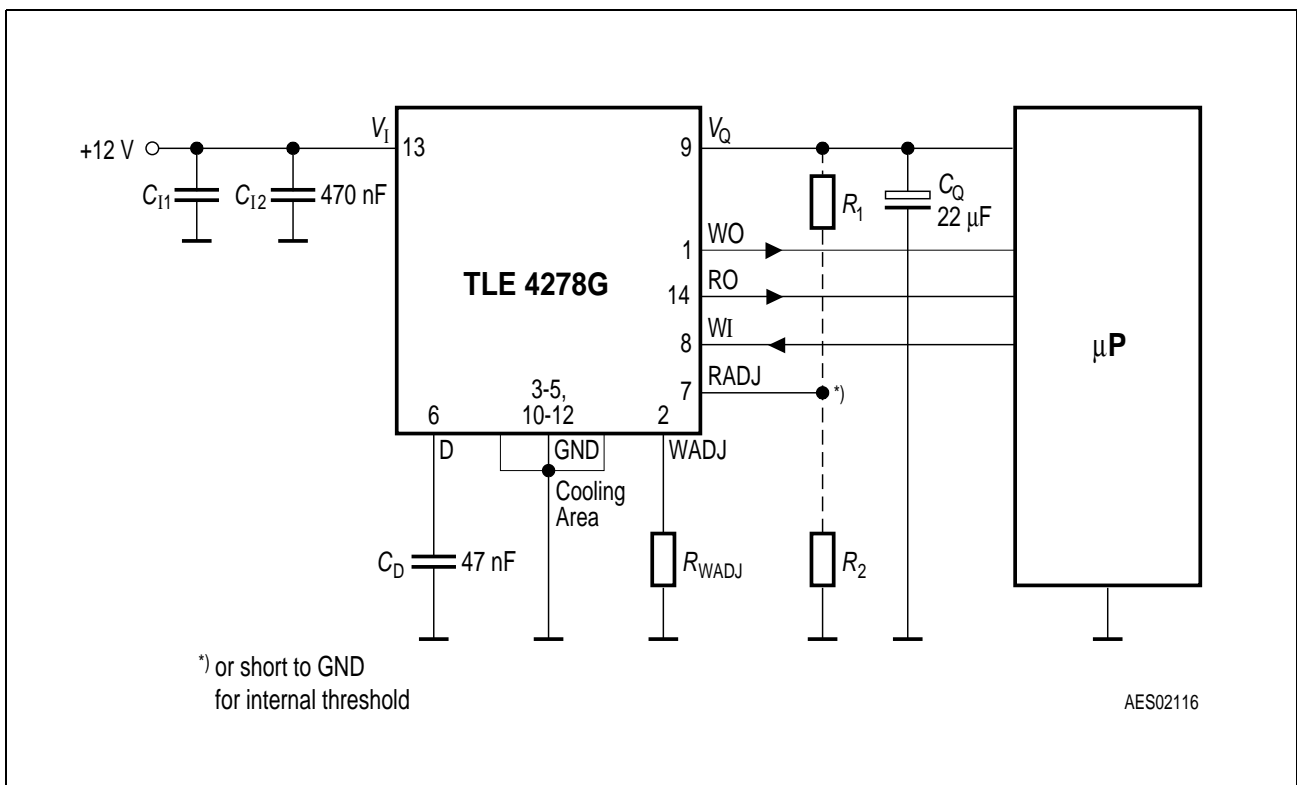 +12 V
C_I1
C_I2
470 nF
V_I
13
TLE 4278G
9
V_Q
1
WO
14
RO
8
WI
7
RADJ
*)
R_1
C_Q
22 μF
μP
6
D
3-5,
10-12
GND
2
WADJ
Cooling
Area
C_D
47 nF
R_WADJ
R_2
*) or short to GND
for internal threshold
AES02116